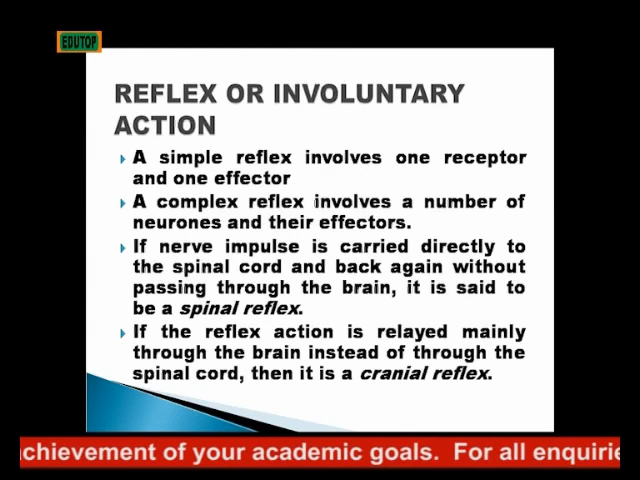 EDUTOP
REFLEX OR INVOLUNTARY
ACTION
A simple reflex involves one receptor
and one effector
A complex reflex involves a number of
neurones and their effectors.
If nerve impulse is carried directly to
the spinal cord and back again without
passing through the brain, it is said to
be a spinal reflex.
If the reflex action is relayed mainly
through the brain instead of through the
spinal cord, then it is a cranial reflex.
chievement of your academic goals. For all enquirie